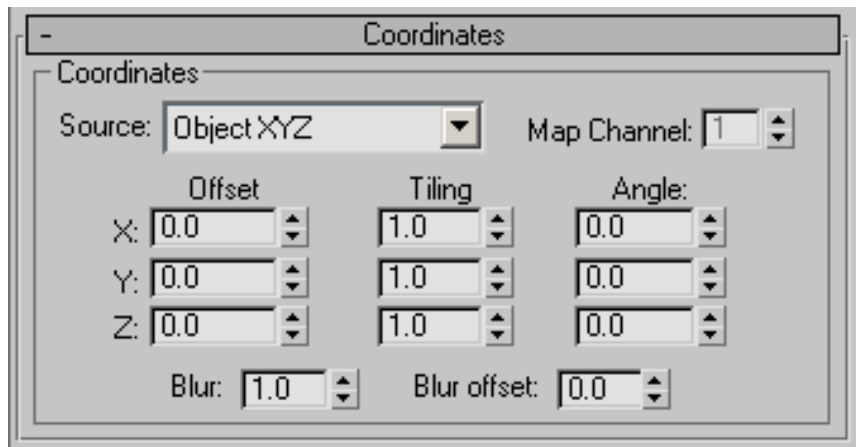 - Coordinates
Coordinates
Source: Object XYZ Map Channel: 1
Offset Tiling Angle:
X: 0.0 1.0 0.0
Y: 0.0 1.0 0.0
Z: 0.0 1.0 0.0
Blur: 1.0 Blur offset: 0.0